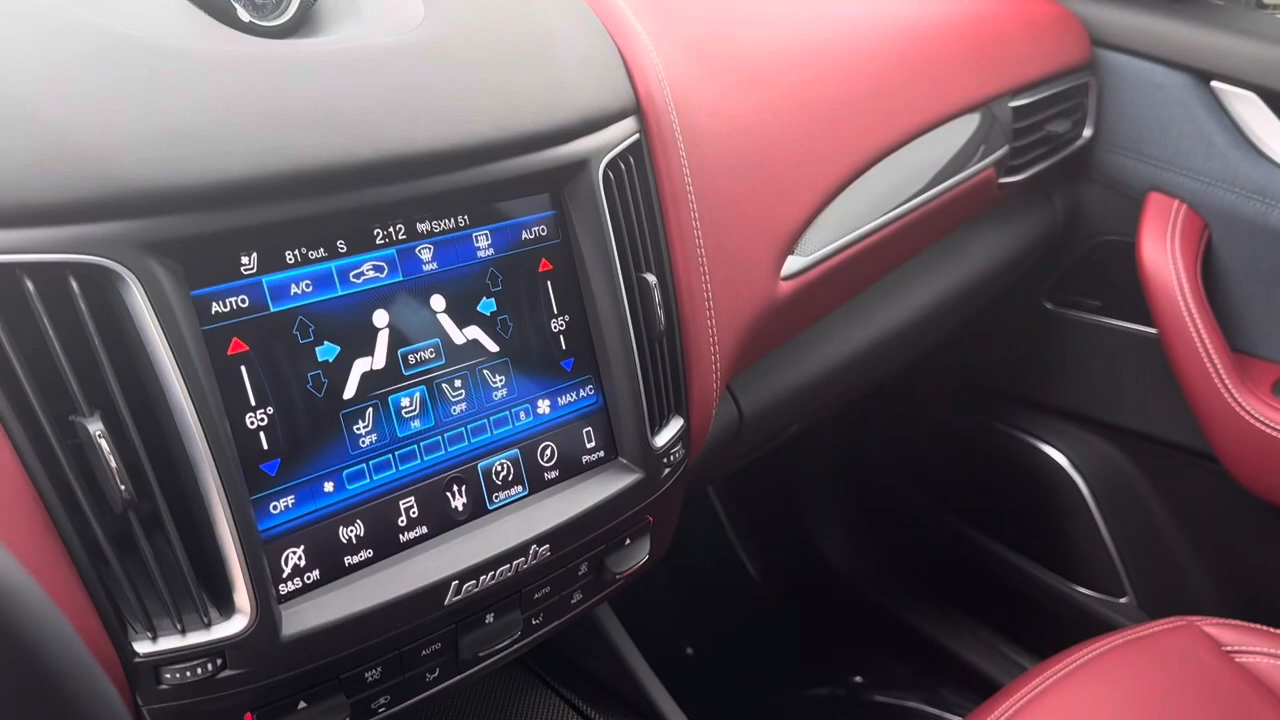 81° out. S 2:12 SXM 51
AUTO A/C MAX REAR AUTO
65° SYNC 65°
OFF HI OFF OFF
8 MAX A/C
OFF
S&S Off Radio Media Climate Nav Phone
Levante
MAX A/C AUTO AUTO